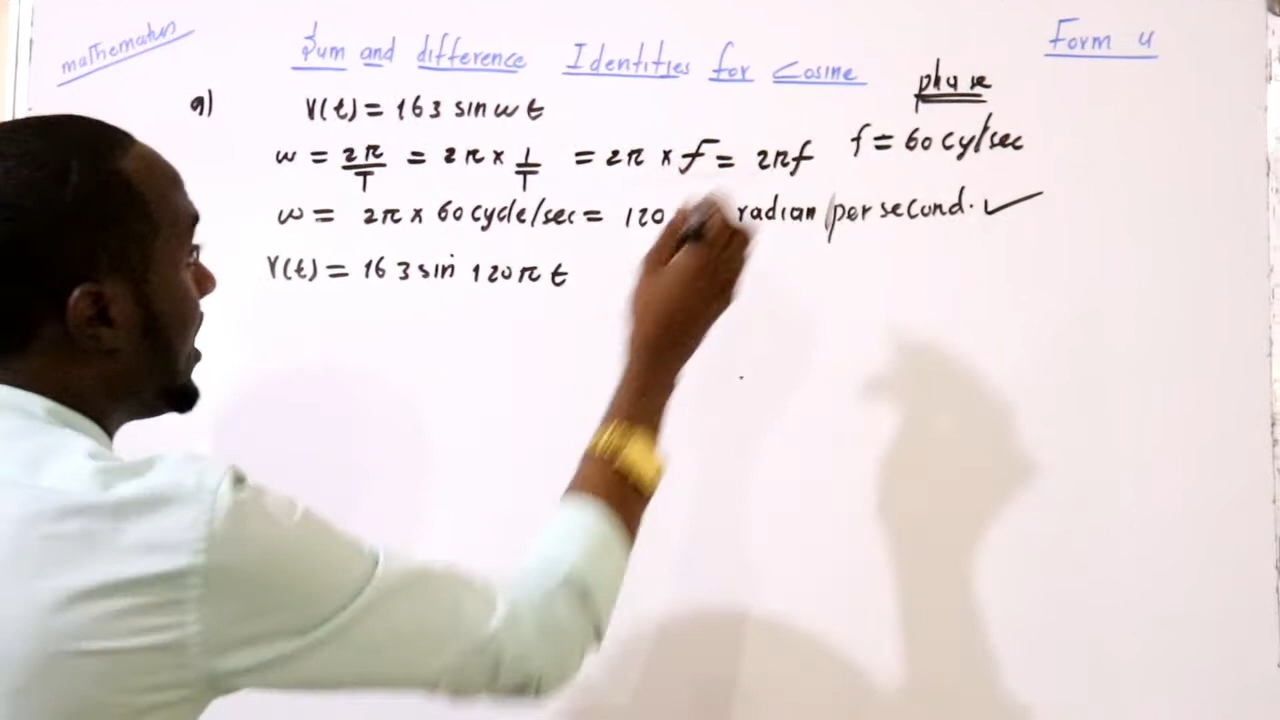 mathematics
Sum and difference Identities for Cosine
Form 4
phase
a) V(t) = 163 sin ωt
ω = 2π/T = 2π × 1/T = 2π × f = 2πf
f = 60 cy/sec
ω = 2π × 60 cycle/sec = 120 radian per second. ✓
V(t) = 163 sin 120π t